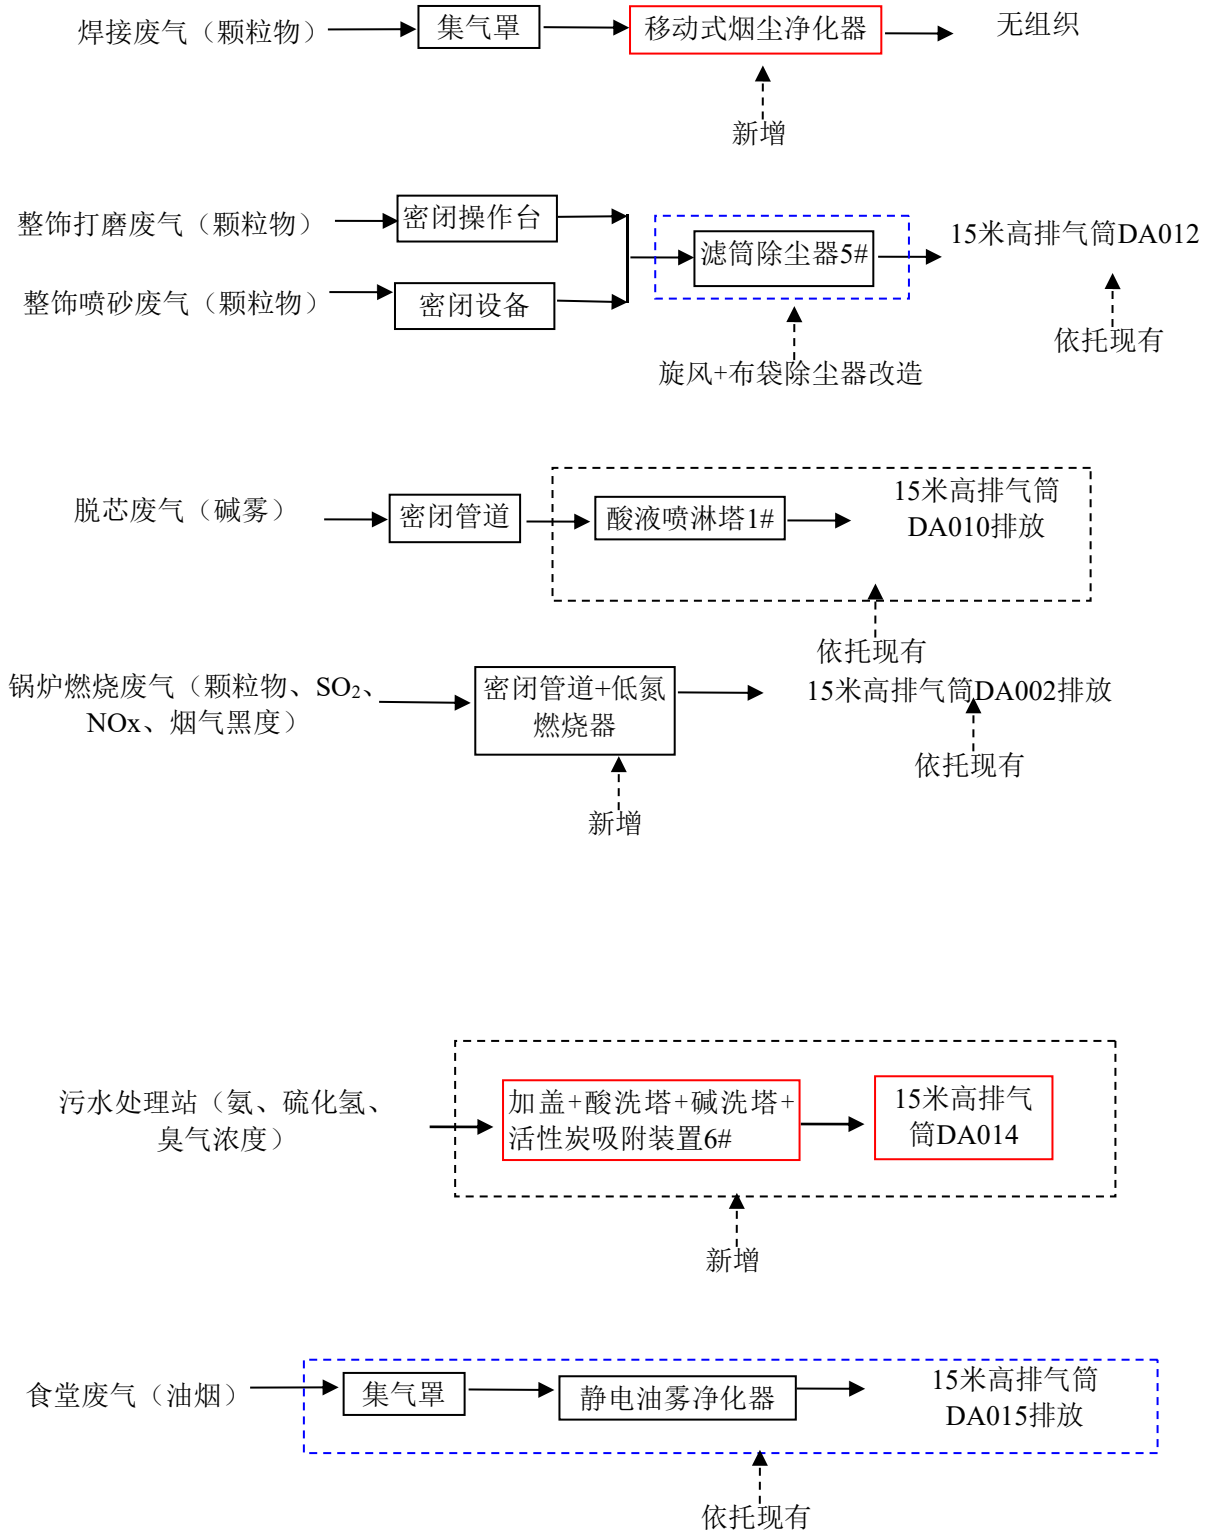 焊接废气（颗粒物）
集气罩
移动式烟尘净化器
无组织
新增
整饰打磨废气（颗粒物）
密闭操作台
整饰喷砂废气（颗粒物）
密闭设备
滤筒除尘器5#
15米高排气筒DA012
旋风+布袋除尘器改造
依托现有
脱芯废气（碱雾）
密闭管道
酸液喷淋塔1#
15米高排气筒
DA010排放
依托现有
锅炉燃烧废气（颗粒物、SO₂、
NOx、烟气黑度）
密闭管道+低氮
燃烧器
15米高排气筒DA002排放
新增
依托现有
污水处理站（氨、硫化氢、
臭气浓度）
加盖+酸洗塔+碱洗塔+
活性炭吸附装置6#
15米高排气
筒DA014
新增
食堂废气（油烟）
集气罩
静电油雾净化器
15米高排气筒
DA015排放
依托现有